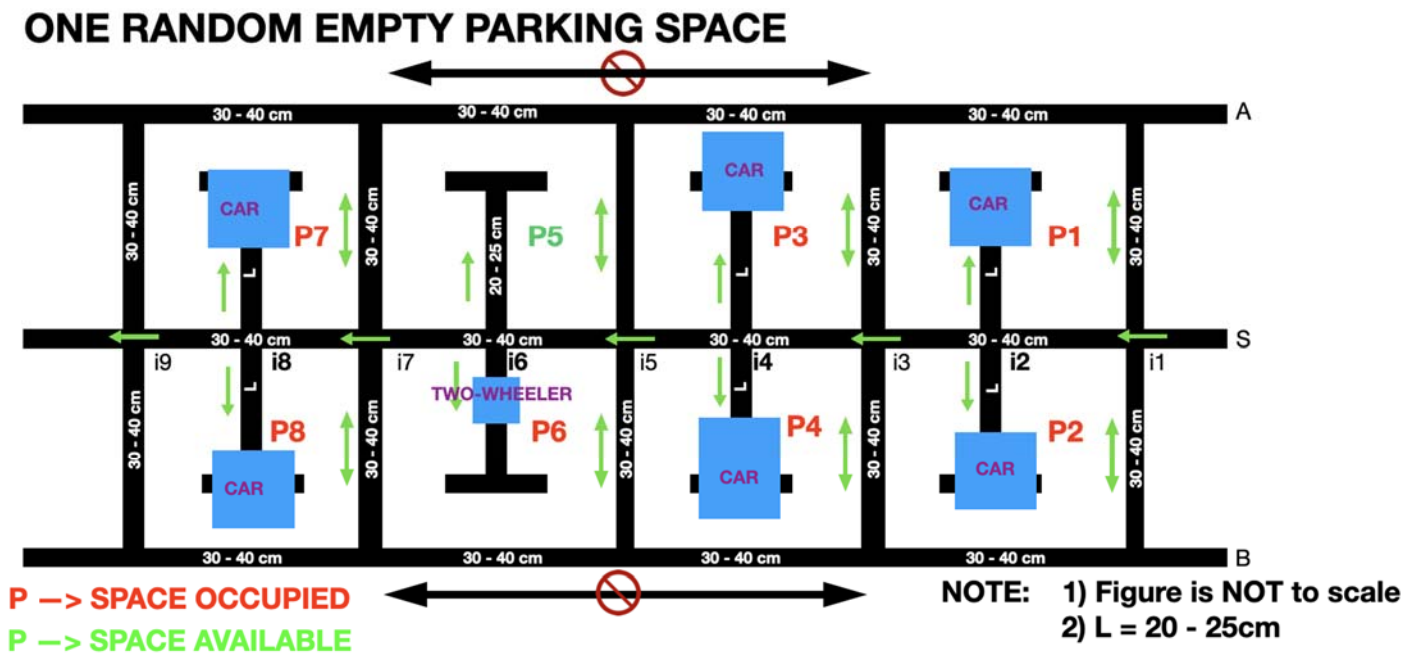 ONE RANDOM EMPTY PARKING SPACE
30 - 40 cm 30 - 40 cm 30 - 40 cm 30 - 40 cm A
CAR CAR CAR
30 - 40 cm 30 - 40 cm 20 - 25 cm 30 - 40 cm 30 - 40 cm
P7 P5 P3 P1
L L L
30 - 40 cm 30 - 40 cm 30 - 40 cm S
i9 i8 i7 i6 i5 i4 i3 i2 i1
L L L
TWO-WHEELER
30 - 40 cm 30 - 40 cm 30 - 40 cm 30 - 40 cm 30 - 40 cm
P8 P6 P4 P2
CAR CAR CAR
30 - 40 cm 30 - 40 cm 30 - 40 cm 30 - 40 cm B
P —> SPACE OCCUPIED
P —> SPACE AVAILABLE
NOTE: 1) Figure is NOT to scale
2) L = 20 - 25cm